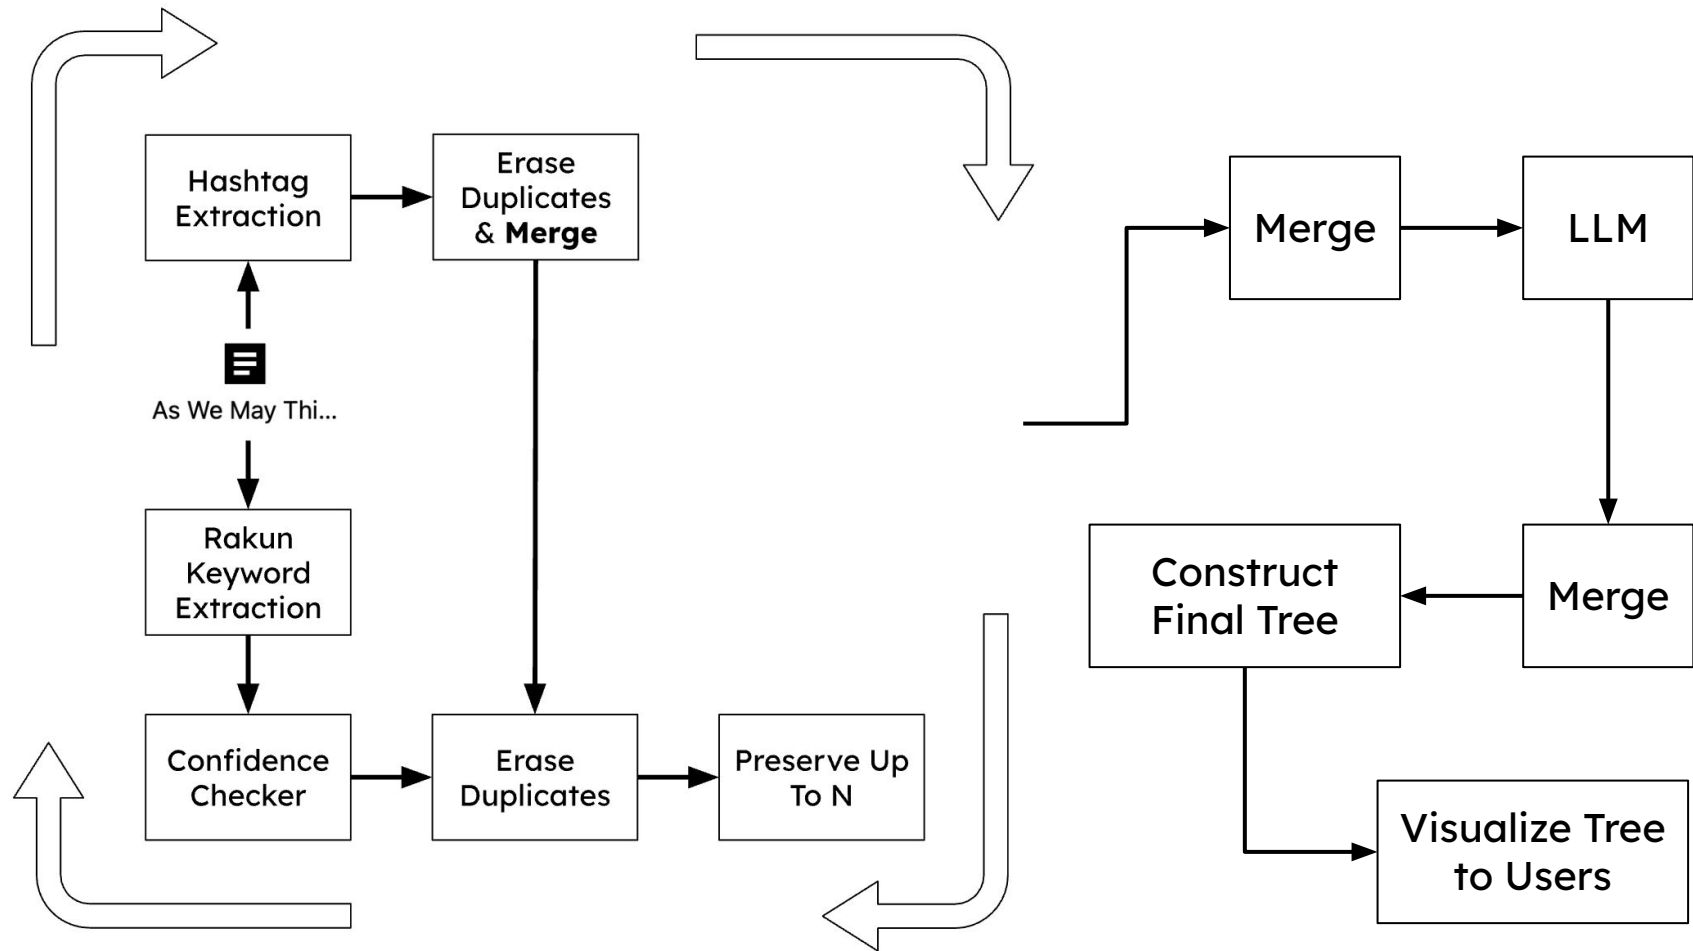 Hashtag
Extraction
Erase
Duplicates
& Merge
As We May Thi...
Rakun
Keyword
Extraction
Confidence
Checker
Erase
Duplicates
Preserve Up
To N
Merge
LLM
Merge
Construct
Final Tree
Visualize Tree
to Users